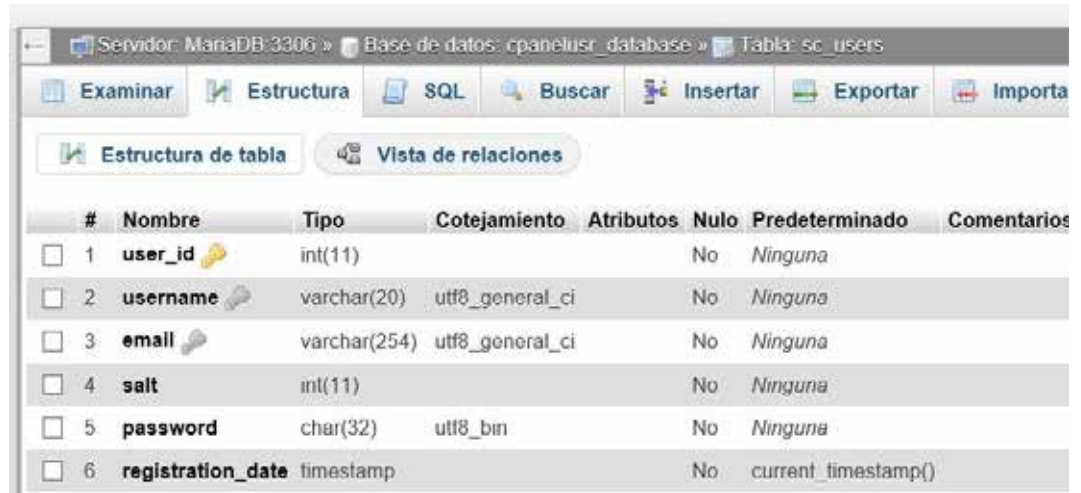 ← Servidor: MariaDB:3306 » Base de datos: cpanelusr_database » Tabla: sc_users
Examinar Estructura SQL Buscar Insertar Exportar Importa
Estructura de tabla Vista de relaciones
# Nombre Tipo Cotejamiento Atributos Nulo Predeterminado Comentarios
1 user_id int(11) No Ninguna
2 username varchar(20) utf8_general_ci No Ninguna
3 email varchar(254) utf8_general_ci No Ninguna
4 salt int(11) No Ninguna
5 password char(32) utf8_bin No Ninguna
6 registration_date timestamp No current_timestamp()